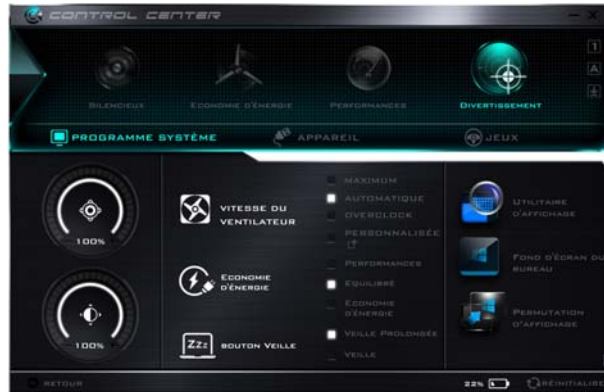 CONTROL CENTER
1
A
SILENCIEUX
ECONOMIE D'ÉNERGIE
PERFORMANCES
DIVERTISSEMENT
PROGRAMME SYSTÈME
APPAREIL
JEUX
100%
VITESSE DU
VENTILATEUR
MAXIMUM
AUTOMATIQUE
OVERCLOCK
PERSONNALISÉE
UTILITAIRE
D'AFFICHAGE
100%
ECONOMIE
D'ÉNERGIE
PERFORMANCES
EQUILIBRÉ
ECONOMIE
D'ÉNERGIE
FOND D'ÉCRAN DU
BUREAU
ZZZ
BOUTON VEILLE
VEILLE PROLONGÉE
VEILLE
PERMUTATION
D'AFFICHAGE
RETOUR
22%
RÉINITIALISE